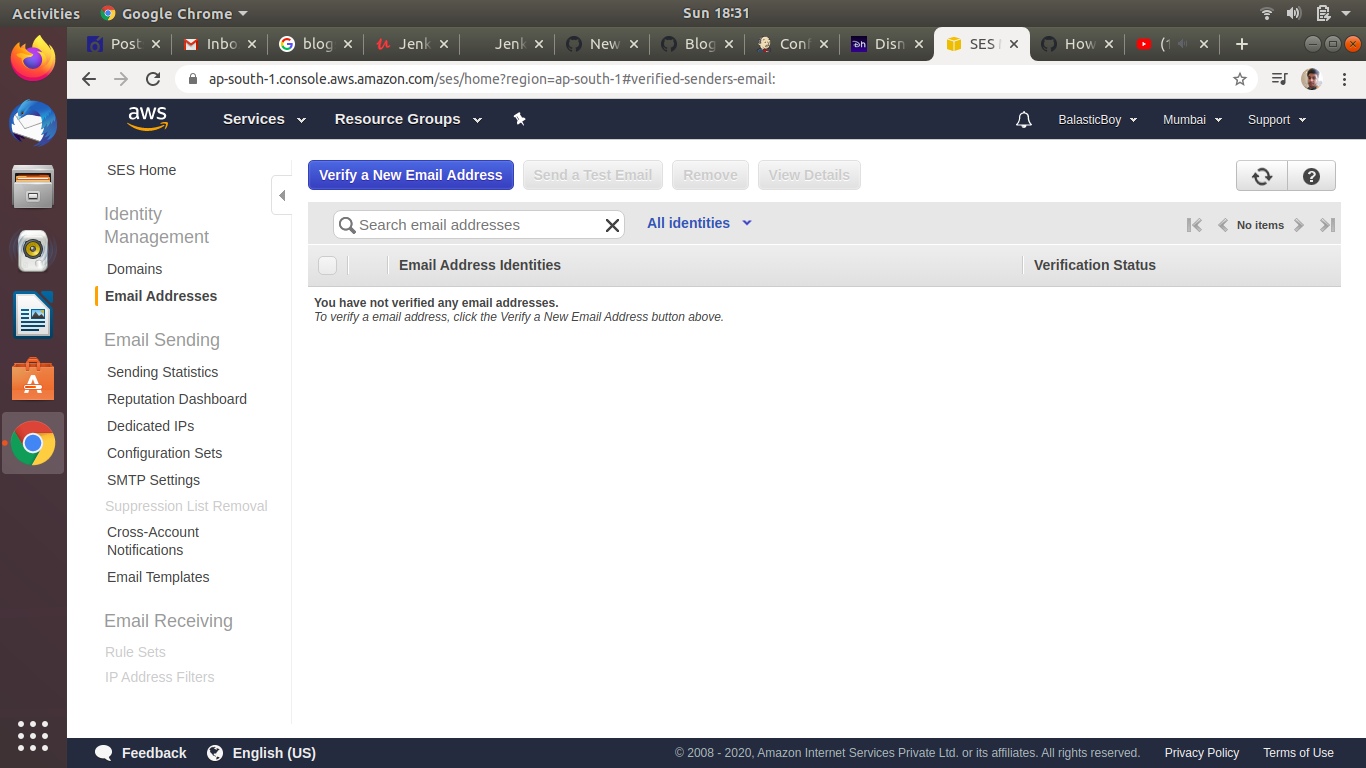 Activities Google Chrome Sun 18:31
Post Inbo blog Jenk Jenk New Blog Conf Disn SES How
ap-south-1.console.aws.amazon.com/ses/home?region=ap-south-1#verified-senders-email:
aws Services Resource Groups BalasticBoy Mumbai Support
SES Home
Identity
Management
Domains
Email Addresses
Email Sending
Sending Statistics
Reputation Dashboard
Dedicated IPs
Configuration Sets
SMTP Settings
Suppression List Removal
Cross-Account
Notifications
Email Templates
Email Receiving
Rule Sets
IP Address Filters
Verify a New Email Address Send a Test Email Remove View Details
Search email addresses All identities No items
Email Address Identities Verification Status
You have not verified any email addresses.
To verify a email address, click the Verify a New Email Address button above.
Feedback English (US) © 2008 - 2020, Amazon Internet Services Private Ltd. or its affiliates. All rights reserved. Privacy Policy Terms of Use